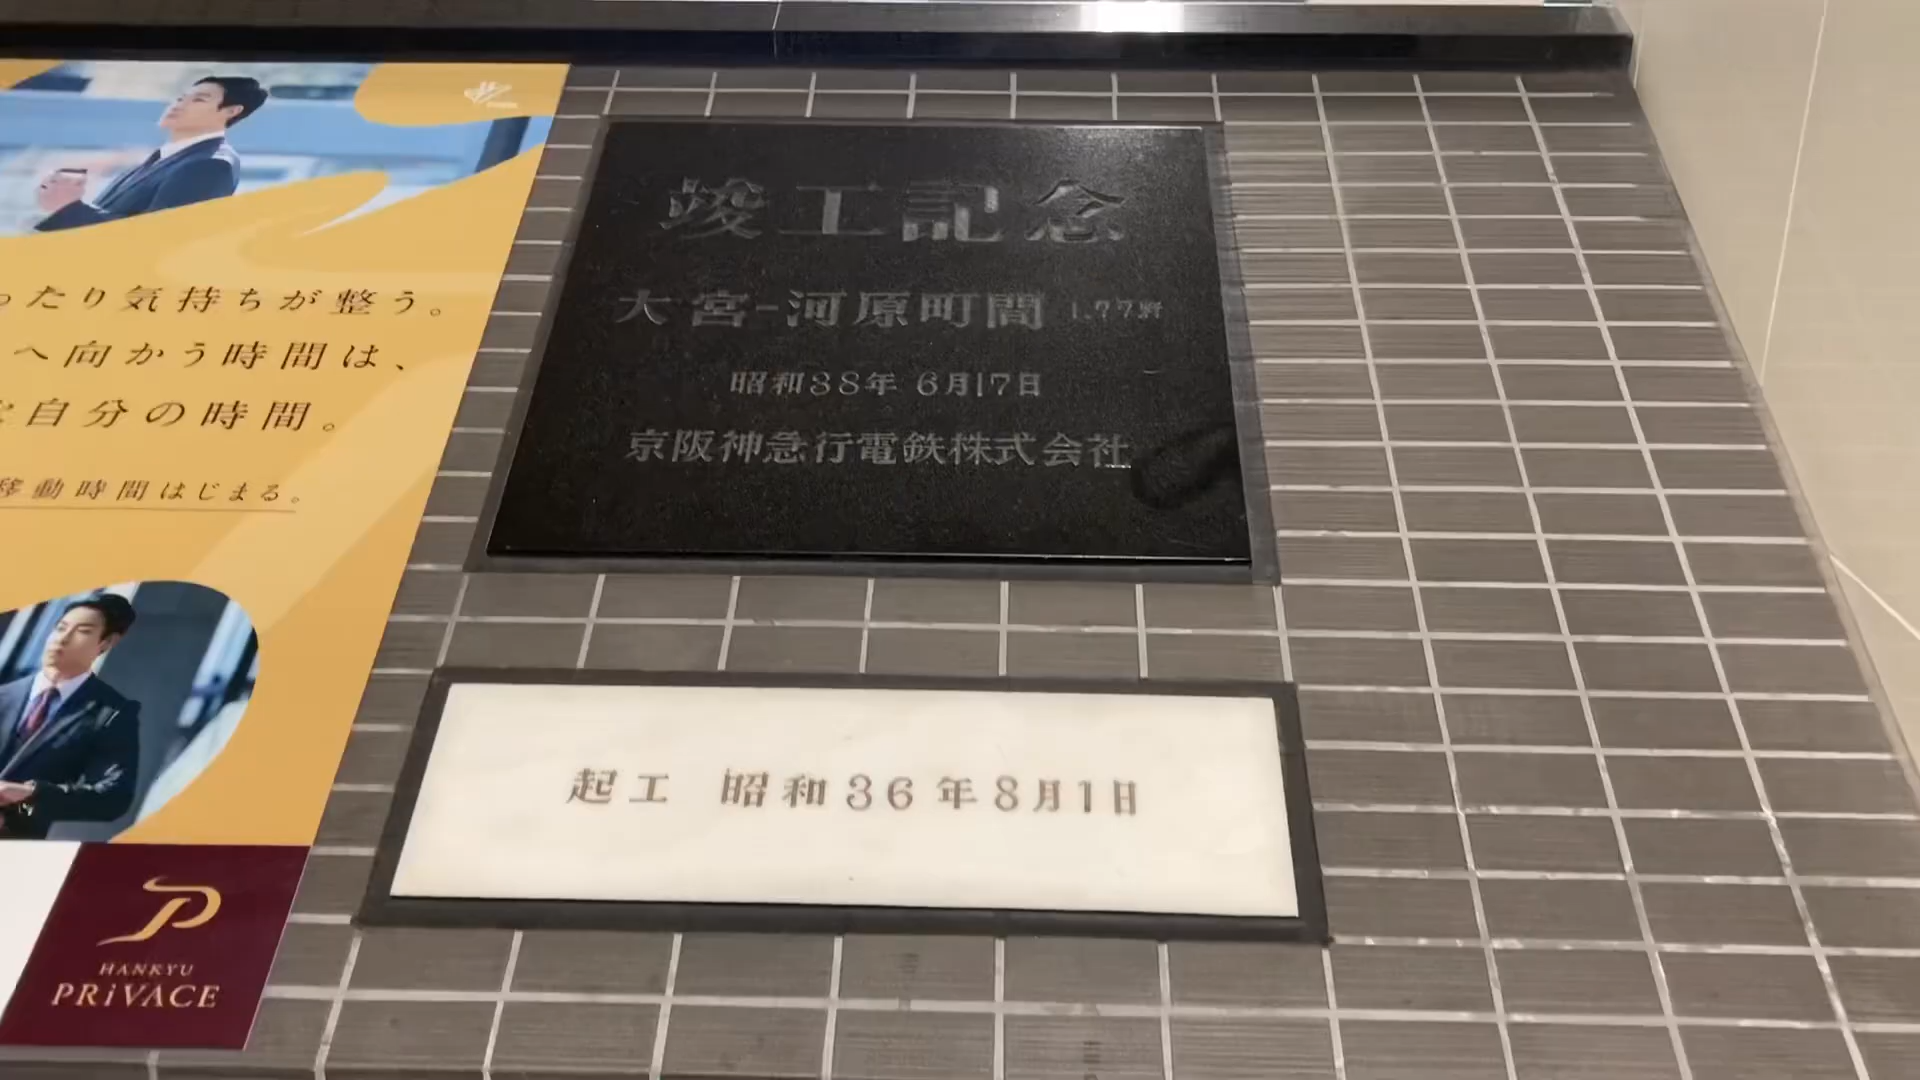 ったり気持ちが整う。
へ向かう時間は、
自分の時間。
移動時間はじまる。
HANKYU
PRiVACE
竣工記念
大宮-河原町間 1.77粁
昭和38年 6月17日
京阪神急行電鉄株式会社
起工 昭和36年8月1日